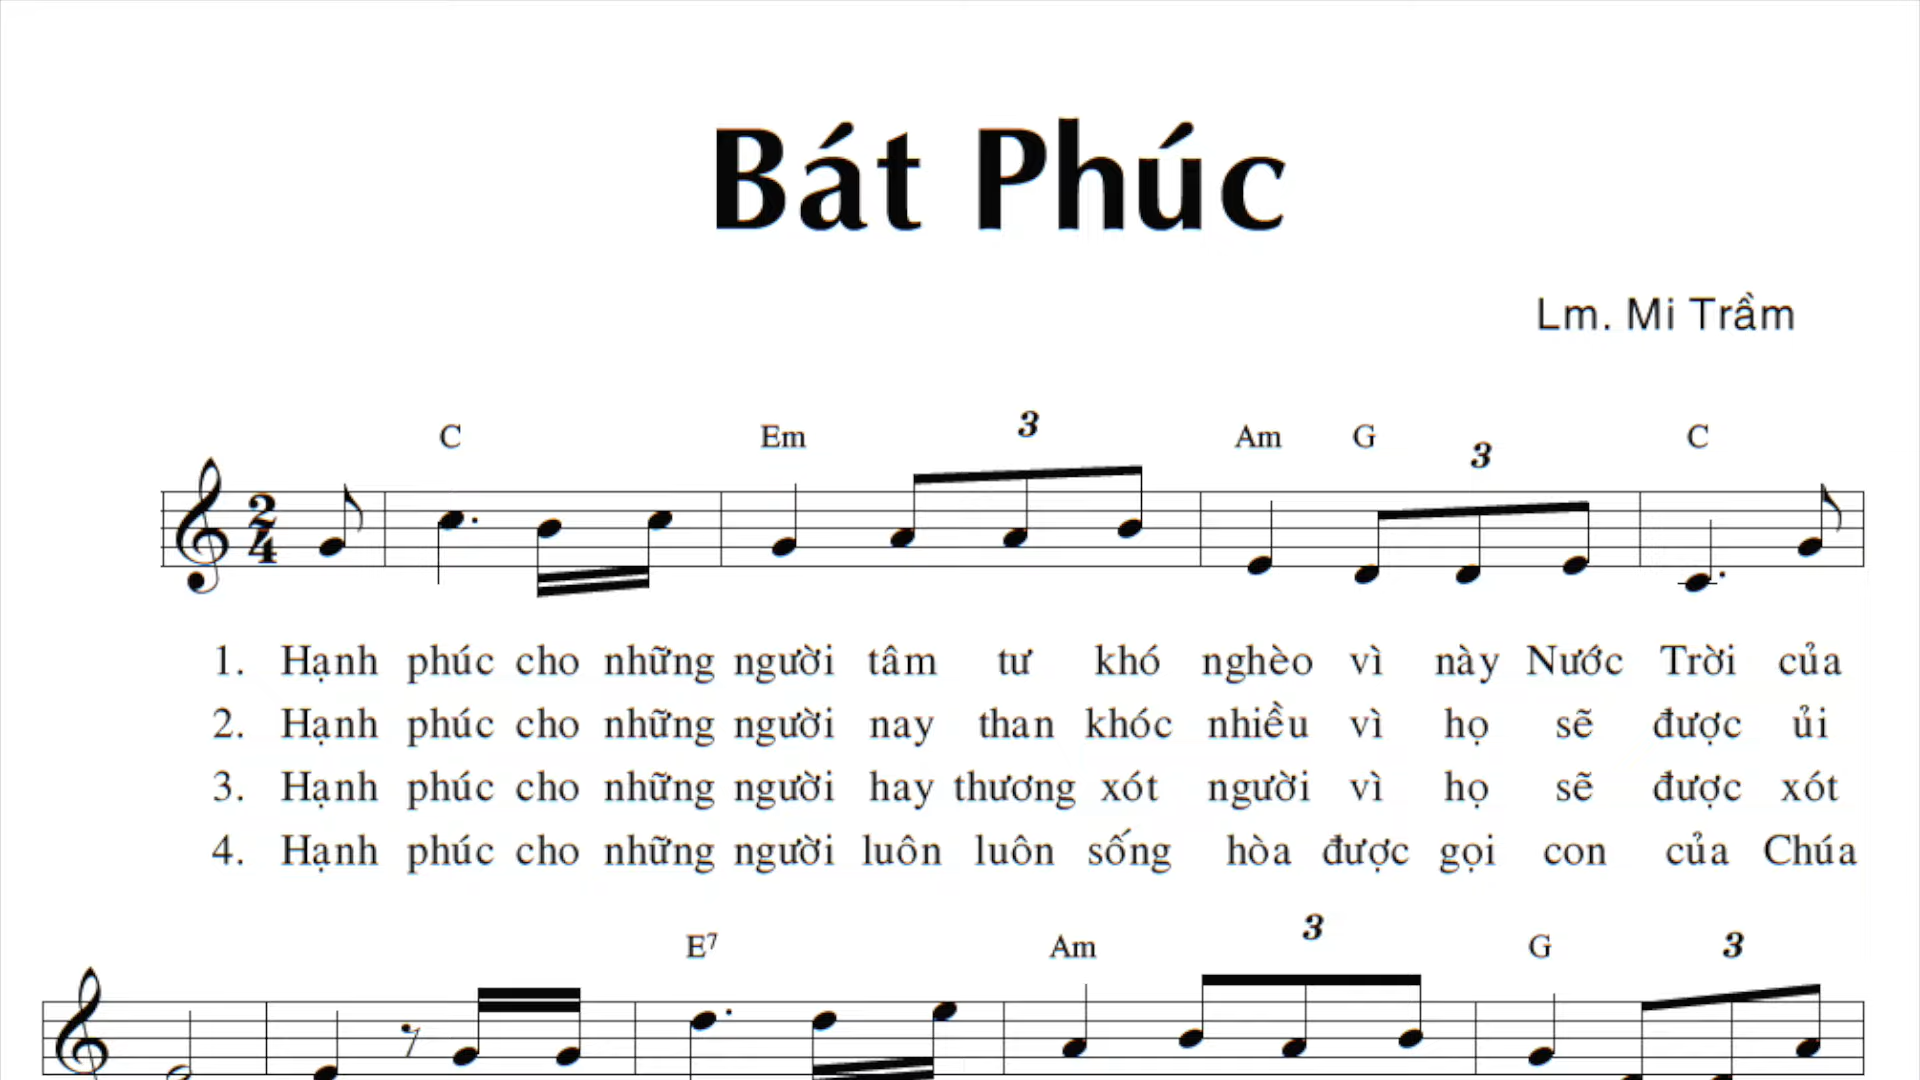 Bát Phúc
Lm. Mi Trầm
C Em 3 Am G 3 C
2
4
1. Hạnh phúc cho những người tâm tư khó nghèo vì này Nước Trời của
2. Hạnh phúc cho những người nay than khóc nhiều vì họ sẽ được ủi
3. Hạnh phúc cho những người hay thương xót người vì họ sẽ được xót
4. Hạnh phúc cho những người luôn luôn sống hòa được gọi con của Chúa
E7 Am 3 G 3